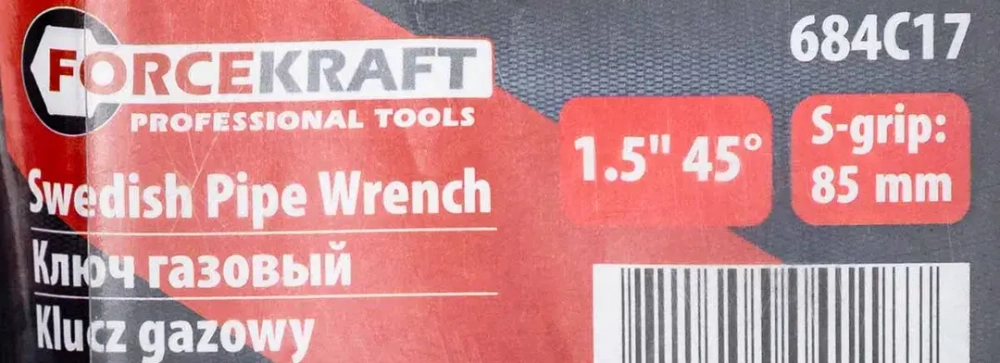 FORCEKRAFT
PROFESSIONAL TOOLS
684C17
1.5" 45°
S-grip:
85 mm
Swedish Pipe Wrench
Ключ газовый
Klucz gazowy